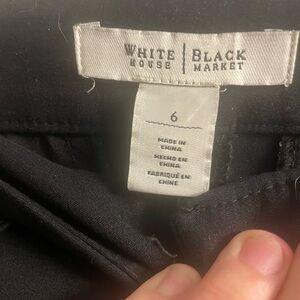 WHITE | BLACK
HOUSE | MARKET
6
MADE IN
CHINA
HECHO EN
CHINA
FABRIQUÉ EN
CHINE